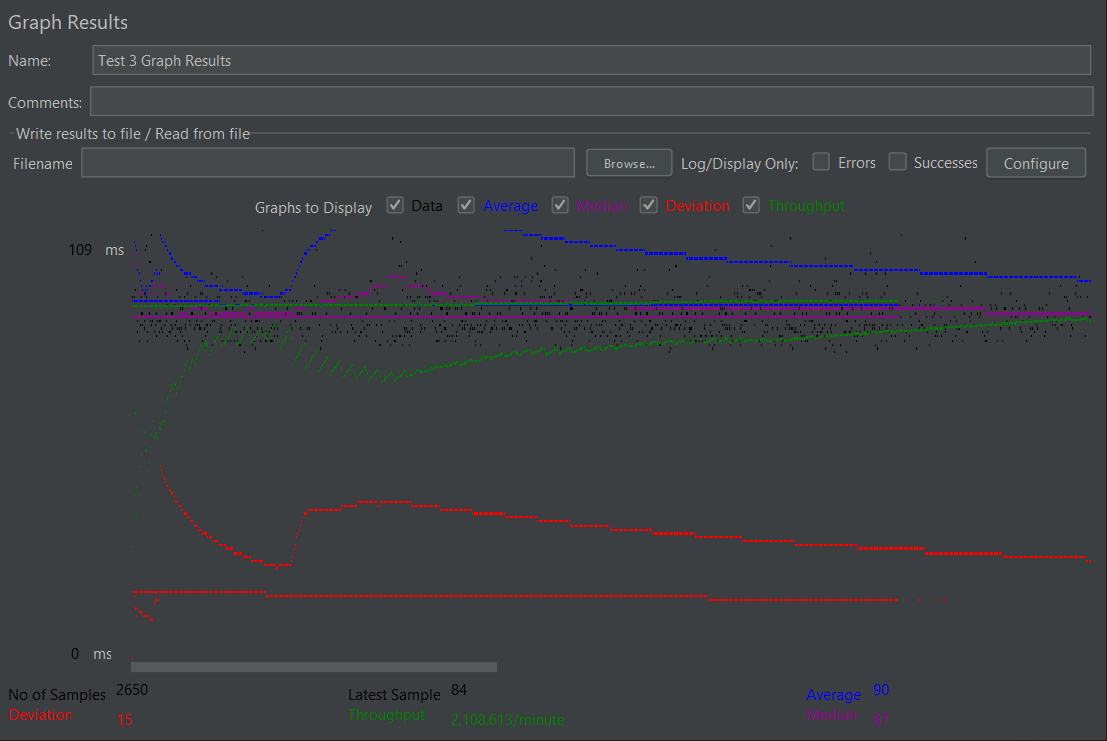 Graph Results
Name: Test 3 Graph Results
Comments:
Write results to file / Read from file
Filename Browse... Log/Display Only: Errors Successes Configure
Graphs to Display Data Average Median Deviation Throughput
109 ms
0 ms
No of Samples 2650 Latest Sample 84 Average 90
Deviation 15 Throughput 2,108.613/minute Median 87